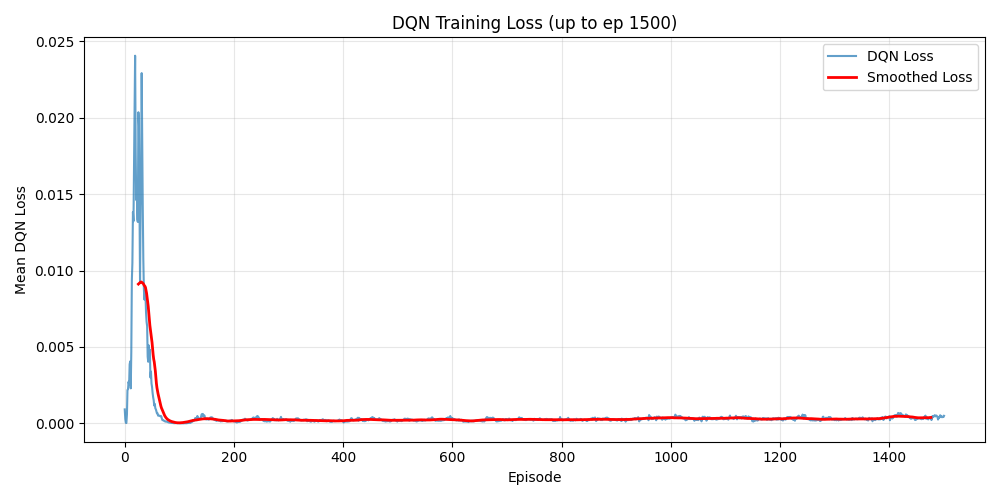 DQN Training Loss (up to ep 1500)
DQN Loss
Smoothed Loss
Mean DQN Loss
0.025
0.020
0.015
0.010
0.005
0.000
0 200 400 600 800 1000 1200 1400
Episode